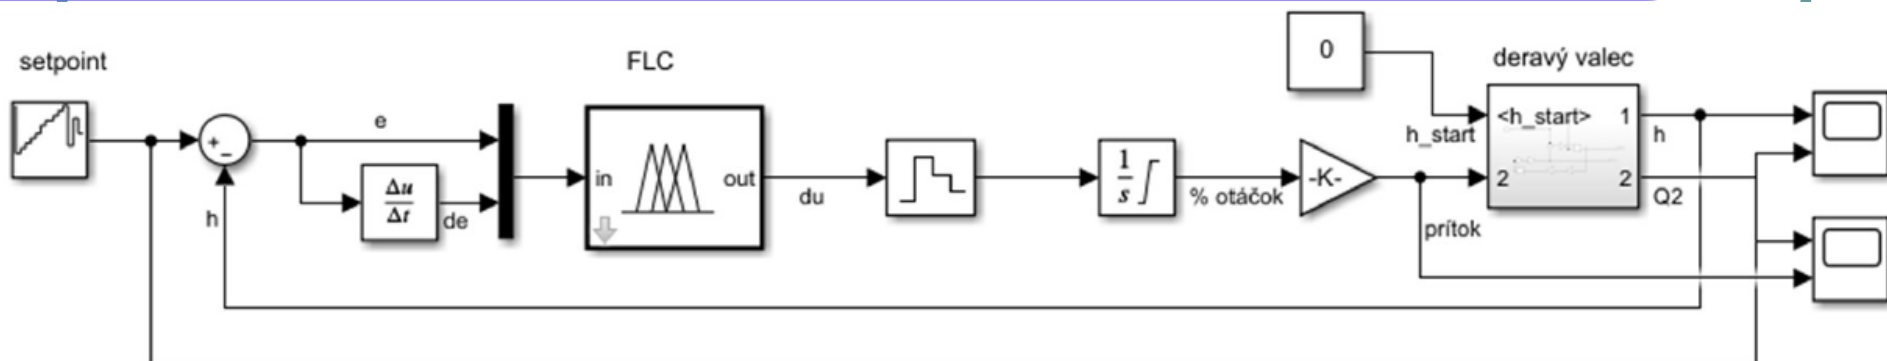 setpoint
FLC
0
deravý valec
e
+
−
h
Δu
Δt
de
in
out
du
1
s
% otáčok
-K-
h_start
prítok
<h_start>
1
2
2
h
Q2